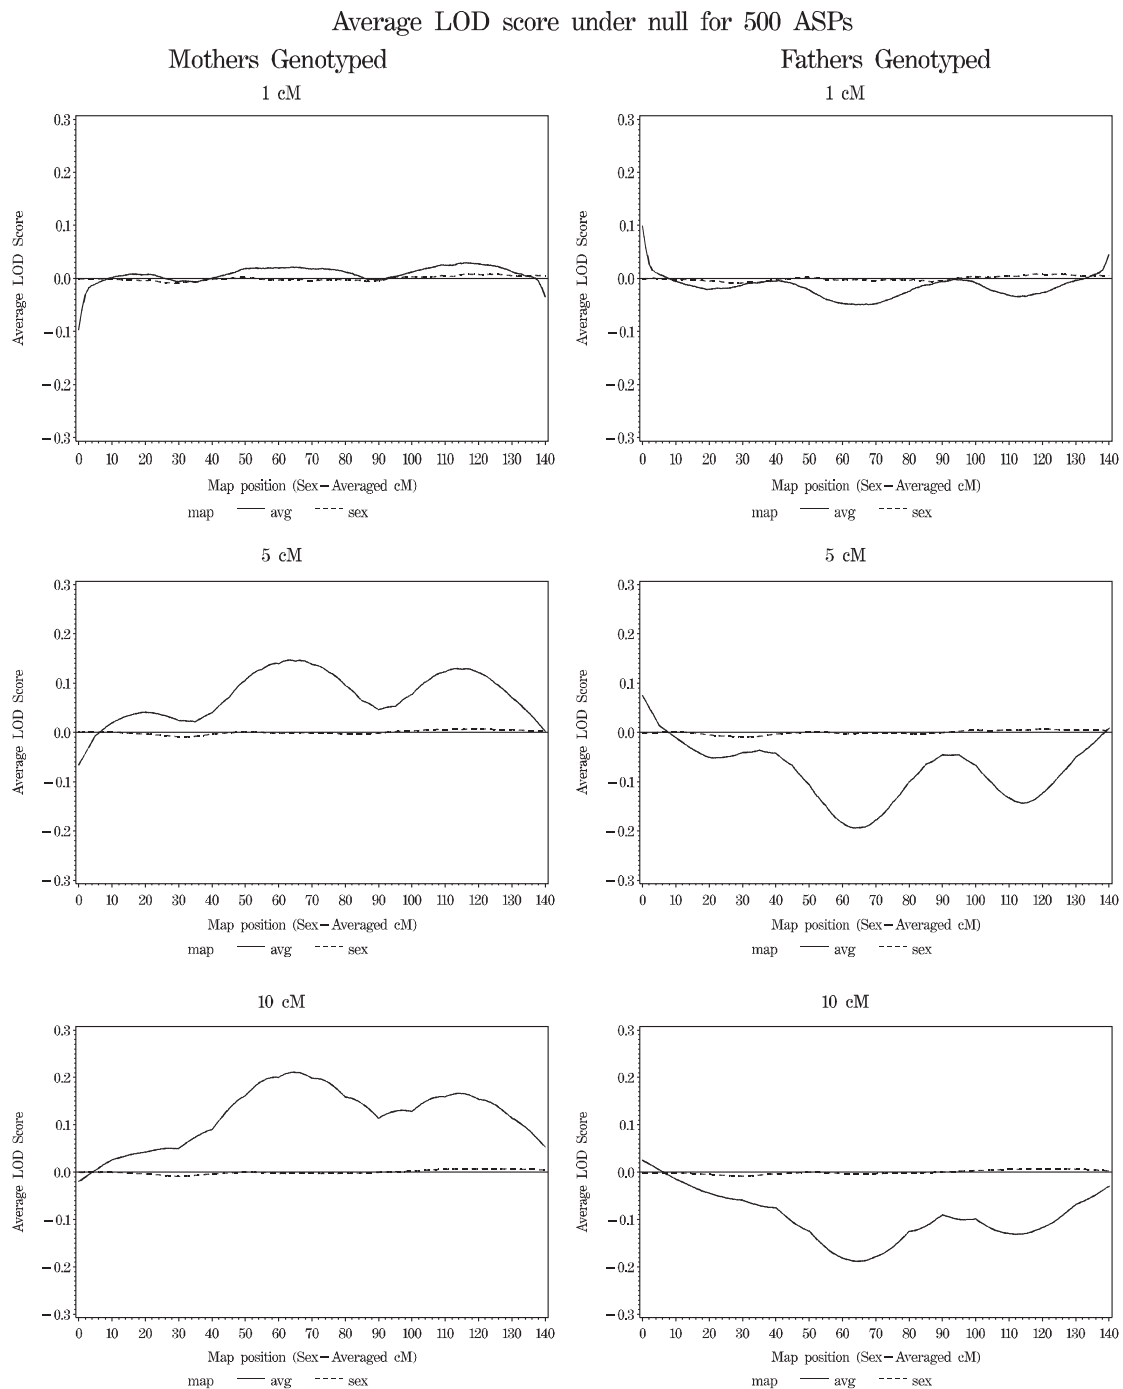 Average LOD score under null for 500 ASPs
Mothers Genotyped
Fathers Genotyped
1 cM
0.3
0.2
0.1
0.0
−0.1
−0.2
−0.3
Average LOD Score
0 10 20 30 40 50 60 70 80 90 100 110 120 130 140
Map position (Sex−Averaged cM)
map avg sex
1 cM
0.3
0.2
0.1
0.0
−0.1
−0.2
−0.3
Average LOD Score
0 10 20 30 40 50 60 70 80 90 100 110 120 130 140
Map position (Sex−Averaged cM)
map avg sex
5 cM
0.3
0.2
0.1
0.0
−0.1
−0.2
−0.3
Average LOD Score
0 10 20 30 40 50 60 70 80 90 100 110 120 130 140
Map position (Sex−Averaged cM)
map avg sex
5 cM
0.3
0.2
0.1
0.0
−0.1
−0.2
−0.3
Average LOD Score
0 10 20 30 40 50 60 70 80 90 100 110 120 130 140
Map position (Sex−Averaged cM)
map avg sex
10 cM
0.3
0.2
0.1
0.0
−0.1
−0.2
−0.3
Average LOD Score
0 10 20 30 40 50 60 70 80 90 100 110 120 130 140
Map position (Sex−Averaged cM)
map avg sex
10 cM
0.3
0.2
0.1
0.0
−0.1
−0.2
−0.3
Average LOD Score
0 10 20 30 40 50 60 70 80 90 100 110 120 130 140
Map position (Sex−Averaged cM)
map avg sex